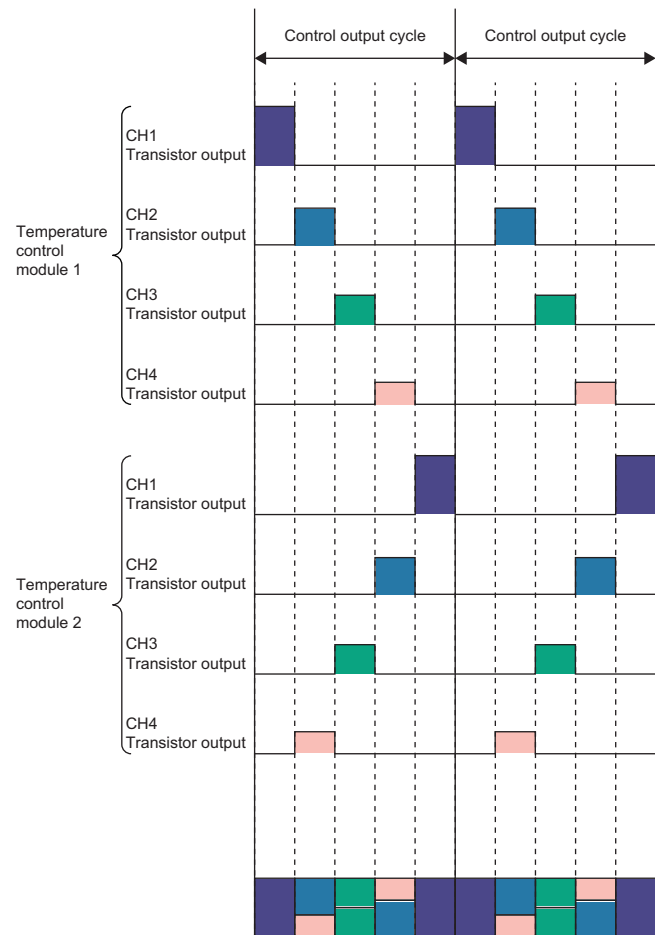 Control output cycle
Control output cycle
Temperature
control
module 1
CH1
Transistor output
CH2
Transistor output
CH3
Transistor output
CH4
Transistor output
Temperature
control
module 2
CH1
Transistor output
CH2
Transistor output
CH3
Transistor output
CH4
Transistor output